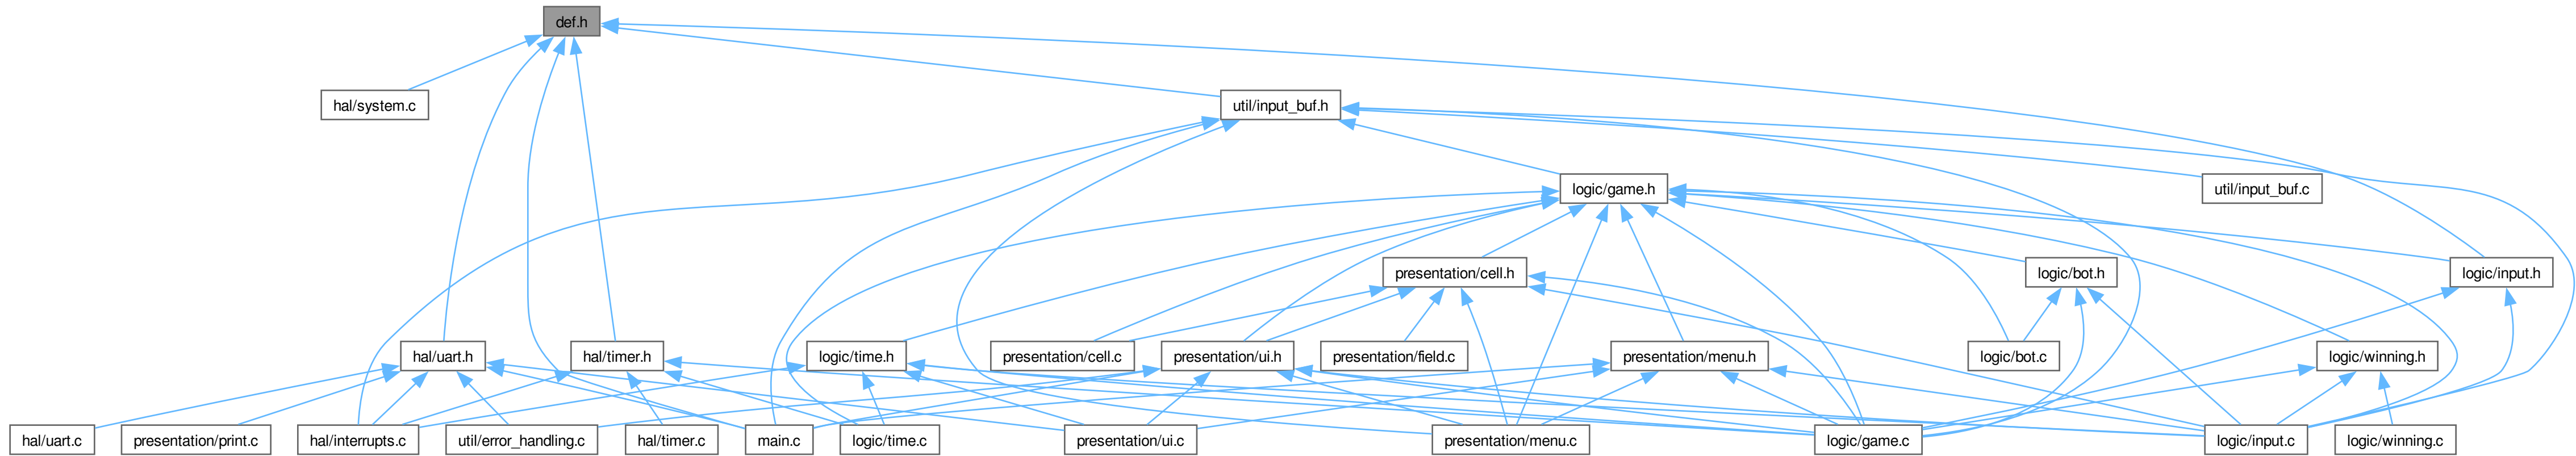 def.h
hal/system.c
util/input_buf.h
logic/game.h
util/input_buf.c
presentation/cell.h
logic/bot.h
logic/input.h
hal/uart.h
hal/timer.h
logic/time.h
presentation/cell.c
presentation/ui.h
presentation/field.c
presentation/menu.h
logic/bot.c
logic/winning.h
hal/uart.c
presentation/print.c
hal/interrupts.c
util/error_handling.c
hal/timer.c
main.c
logic/time.c
presentation/ui.c
presentation/menu.c
logic/game.c
logic/input.c
logic/winning.c